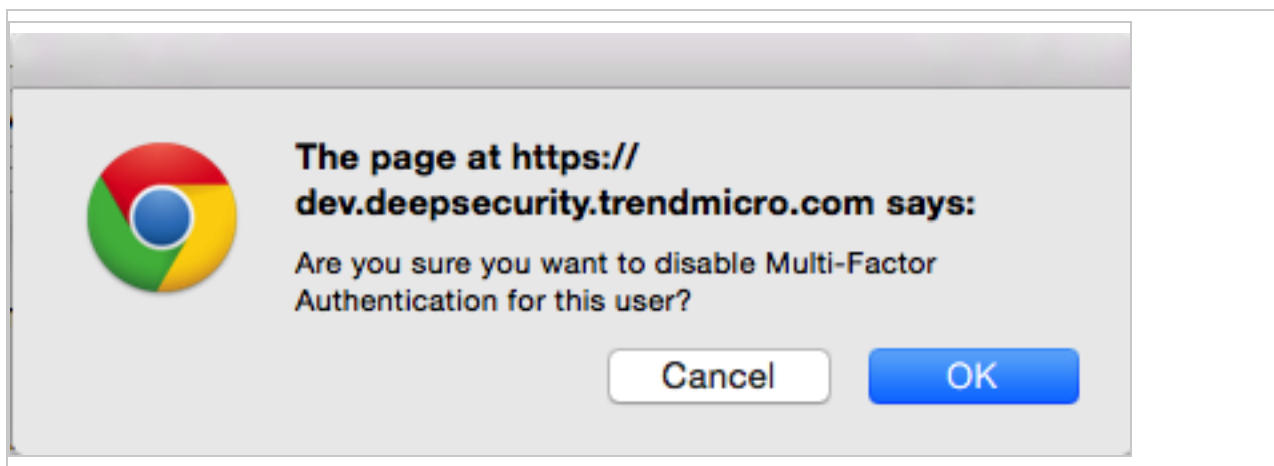 The page at https://
dev.deepsecurity.trendmicro.com says:
Are you sure you want to disable Multi-Factor
Authentication for this user?
Cancel OK